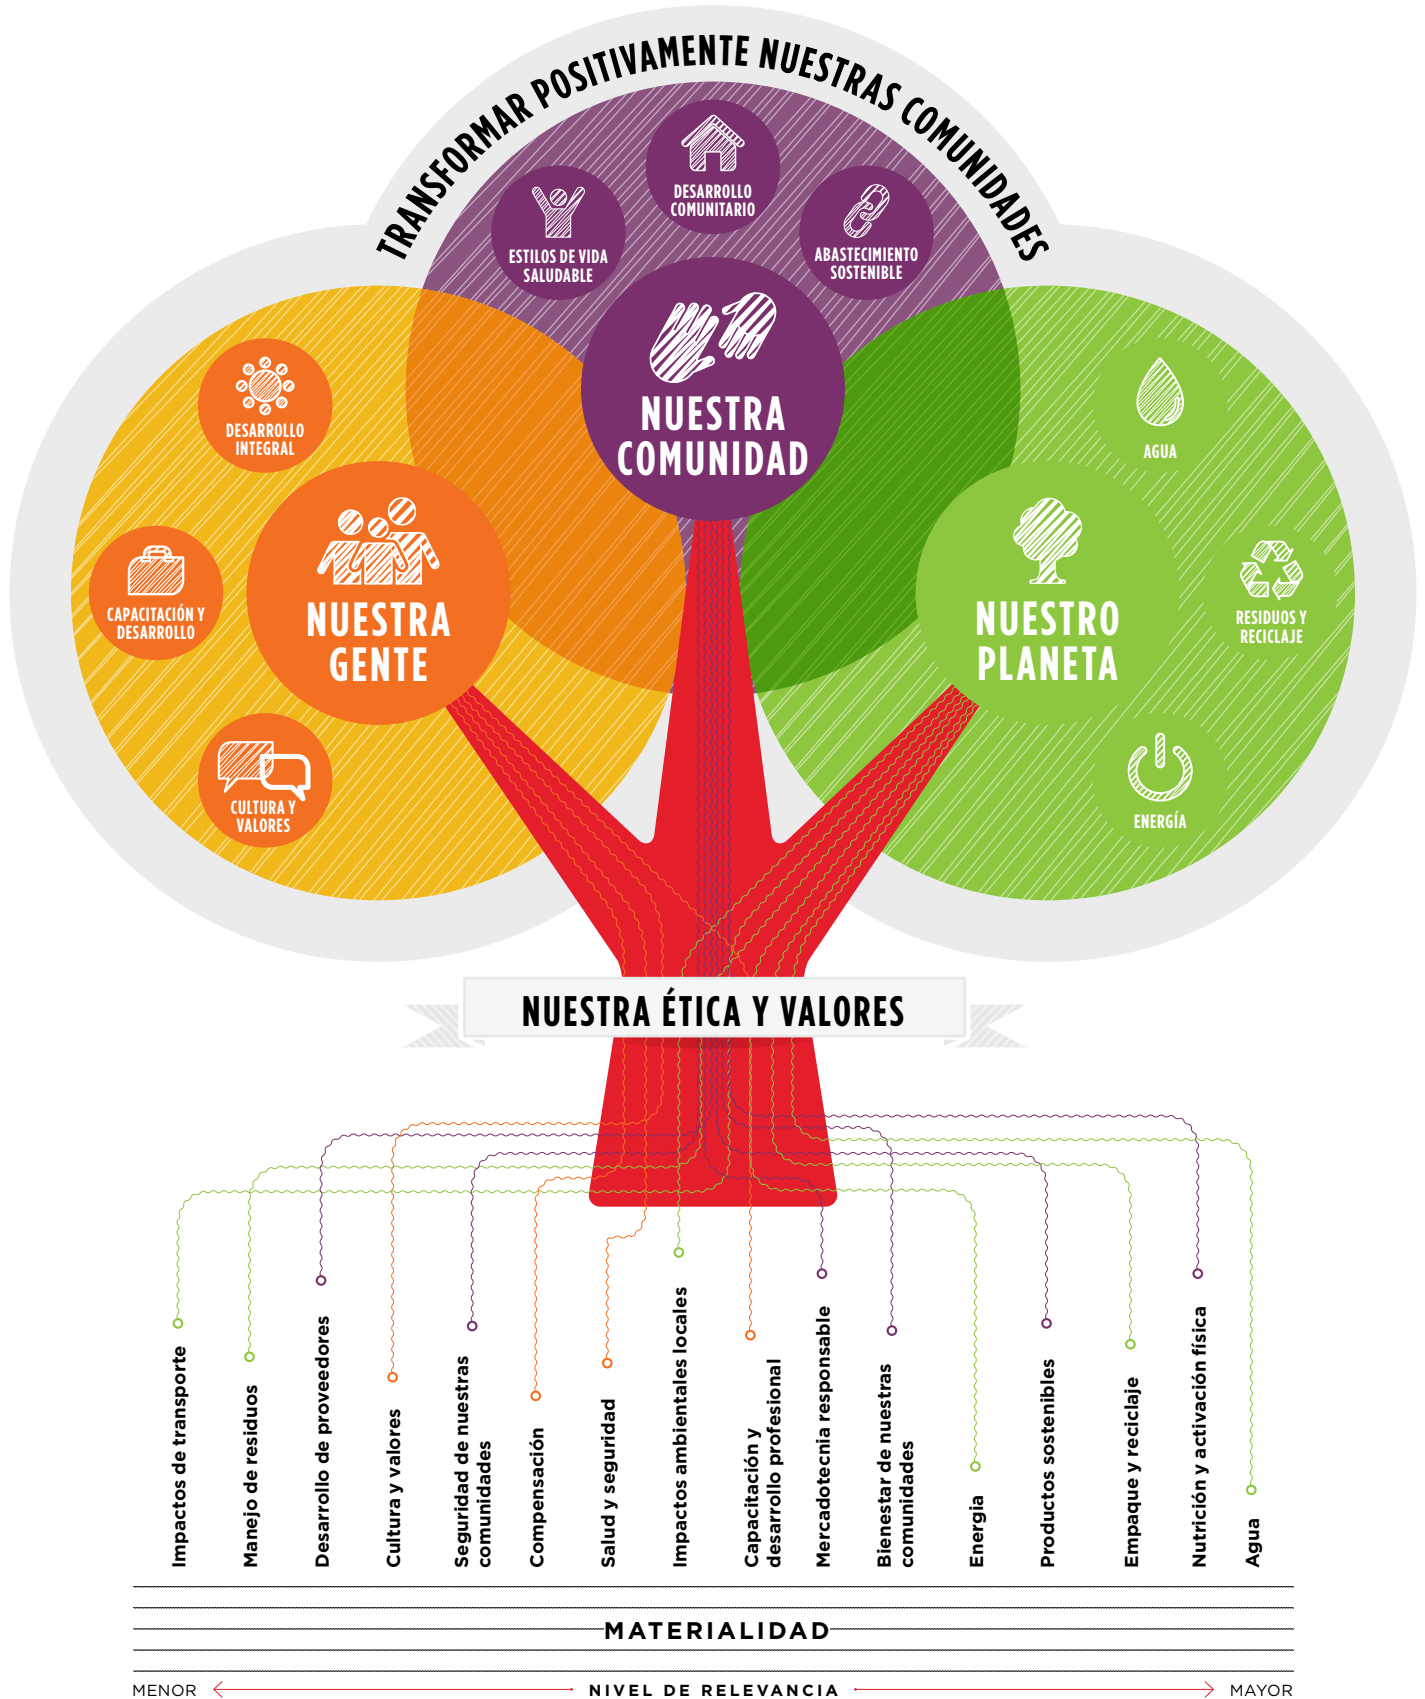 TRANSFORMAR POSITIVAMENTE NUESTRAS COMUNIDADES
DESARROLLO
COMUNITARIO
ESTILOS DE VIDA
SALUDABLE
ABASTECIMIENTO
SOSTENIBLE
NUESTRA
COMUNIDAD
DESARROLLO
INTEGRAL
CAPACITACIÓN Y
DESARROLLO
CULTURA Y
VALORES
NUESTRA
GENTE
AGUA
RESIDUOS Y
RECICLAJE
ENERGÍA
NUESTRO
PLANETA
NUESTRA ÉTICA Y VALORES
Impactos de transporte
Manejo de residuos
Desarrollo de proveedores
Cultura y valores
Seguridad de nuestras
comunidades
Compensación
Salud y seguridad
Impactos ambientales locales
Capacitación y
desarrollo profesional
Mercadotecnia responsable
Bienestar de nuestras
comunidades
Energía
Productos sostenibles
Empaque y reciclaje
Nutrición y activación física
Agua
MATERIALIDAD
MENOR
NIVEL DE RELEVANCIA
MAYOR